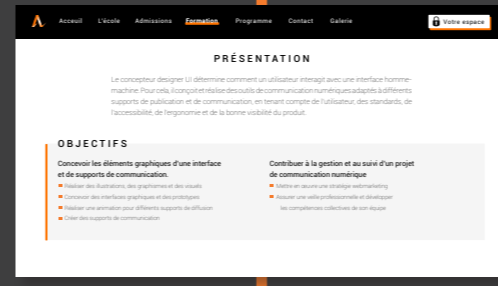 Acceuil L'école Admissions Formation Programme Contact Galerie Votre espace
PRÉSENTATION
Le concepteur designer UI détermine comment un utilisateur interagit avec une interface homme-
machine. Pour cela, il conçoit et réalise des outils de communication numériques adaptés à différents
supports de publication et de communication, en tenant compte de l'utilisateur, des standards, de
l'accessibilité, de l'ergonomie et de la bonne visibilité du produit.
OBJECTIFS
Concevoir les éléments graphiques d'une interface
et de supports de communication.
Réaliser des illustrations, des graphismes et des visuels
Concevoir des interfaces graphiques et des prototypes
Réaliser une animation pour différents supports de diffusion
Créer des supports de communication
Contribuer à la gestion et au suivi d'un projet
de communication numérique
Mettre en œuvre une stratégie webmarketing
Assurer une veille professionnelle et développer
les compétences collectives de son équipe